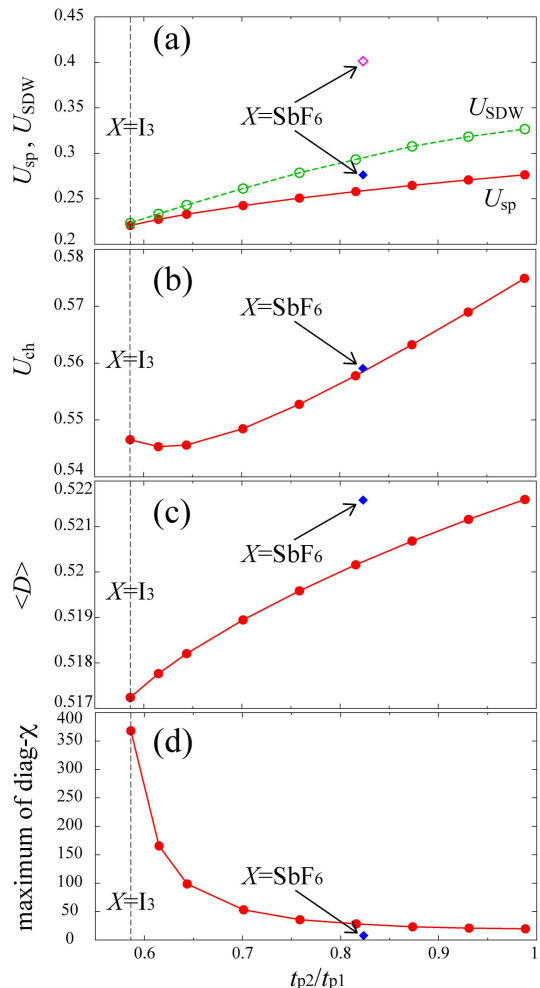 (a)
0.45
0.4
0.35
0.3
0.25
0.2
Usp, USDW
X=I3
X=SbF6
USDW
Usp
(b)
0.58
0.57
0.56
0.55
0.54
Uch
X=SbF6
X=I3
(c)
0.522
0.521
0.52
0.519
0.518
0.517
<D>
X=SbF6
X=I3
(d)
400
350
300
250
200
150
100
50
0
maximum of diag-χ
X=SbF6
X=I3
0.6 0.7 0.8 0.9 1
tp2/tp1